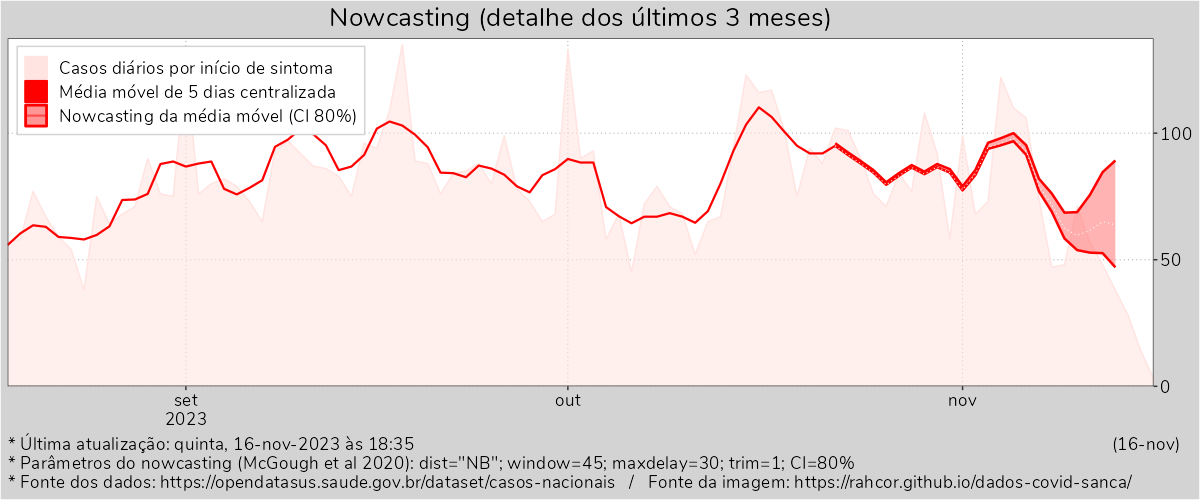 Nowcasting (detalhe dos últimos 3 meses)
Casos diários por início de sintoma
Média móvel de 5 dias centralizada
Nowcasting da média móvel (CI 80%)
100
50
0
set
2023
out
nov
* Última atualização: quinta, 16-nov-2023 às 18:35
(16-nov)
* Parâmetros do nowcasting (McGough et al 2020): dist="NB"; window=45; maxdelay=30; trim=1; CI=80%
* Fonte dos dados: https://opendatasus.saude.gov.br/dataset/casos-nacionais / Fonte da imagem: https://rahcor.github.io/dados-covid-sanca/